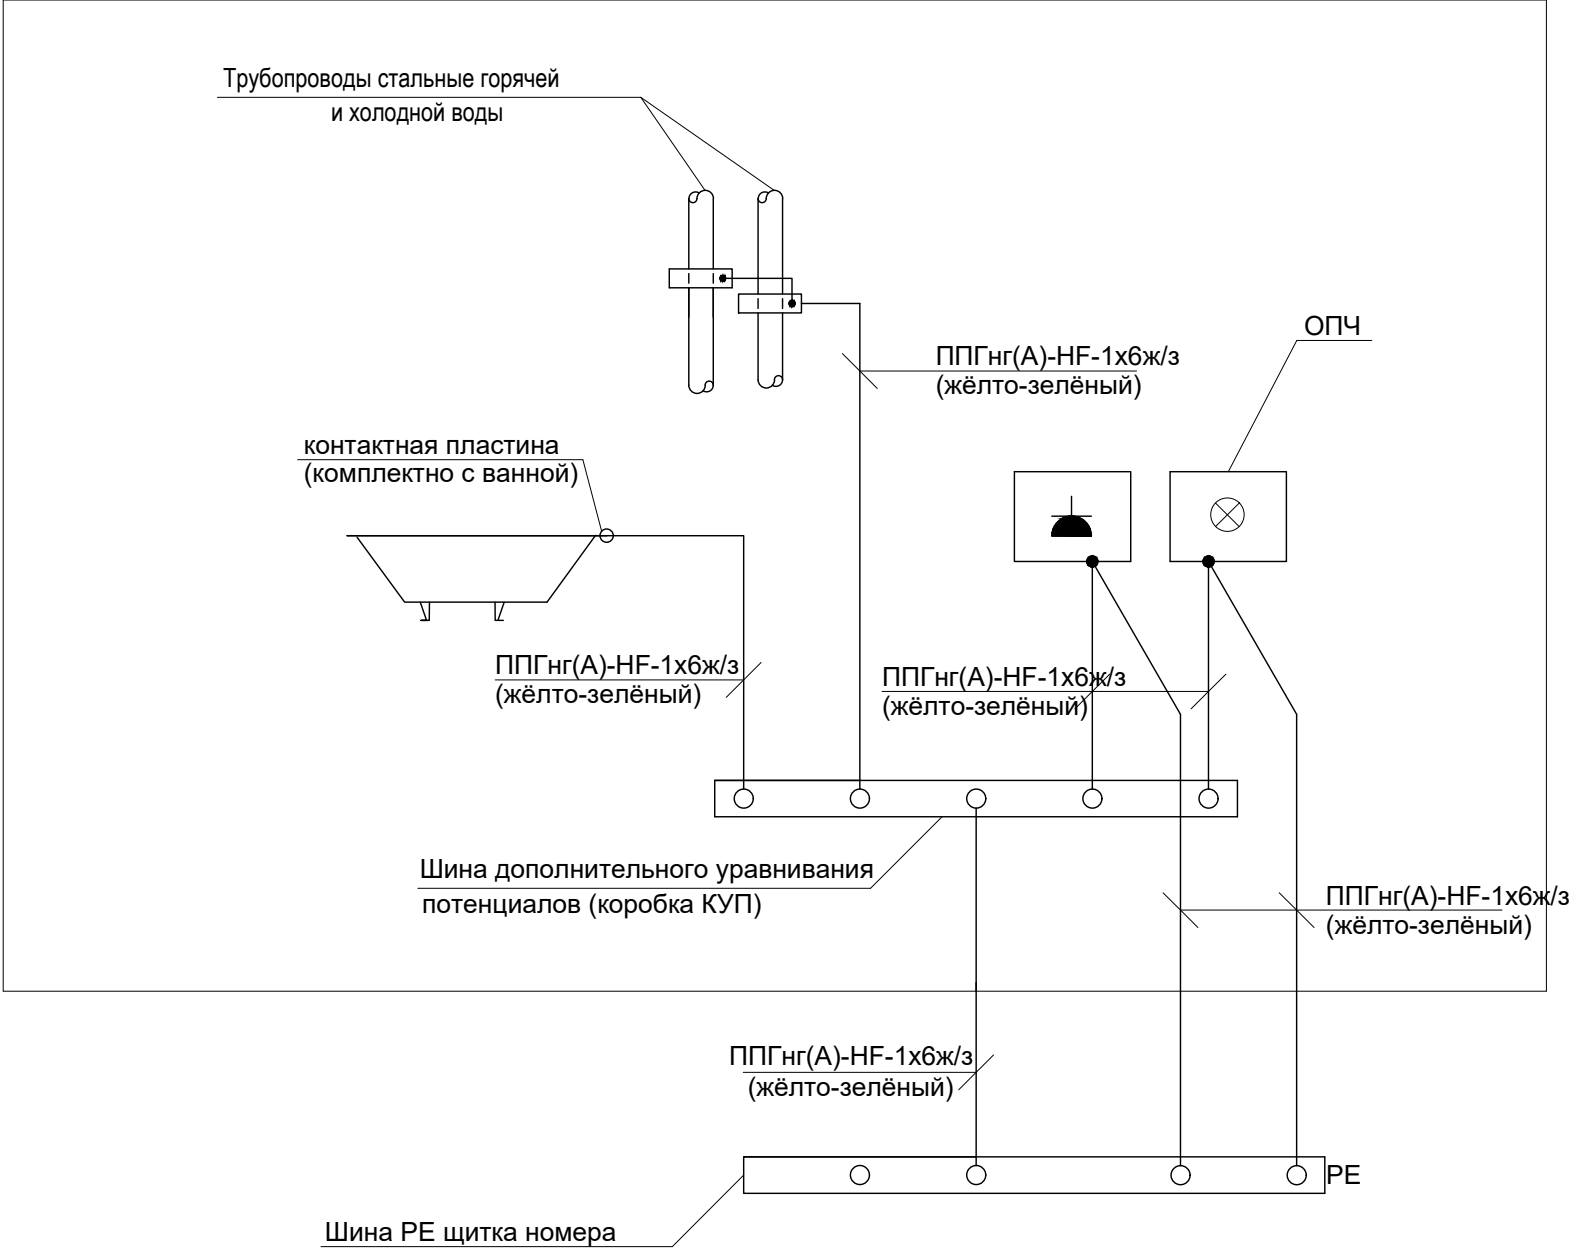 Трубопроводы стальные горячей
и холодной воды
ОПЧ
ППГнг(А)-HF-1х6ж/з
(жёлто-зелёный)
контактная пластина
(комплектно с ванной)
ППГнг(А)-HF-1х6ж/з
(жёлто-зелёный)
ППГнг(А)-HF-1х6ж/з
(жёлто-зелёный)
Шина дополнительного уравнивания
потенциалов (коробка КУП)
ППГнг(А)-HF-1х6ж/з
(жёлто-зелёный)
ППГнг(А)-HF-1х6ж/з
(жёлто-зелёный)
PE
Шина PE щитка номера